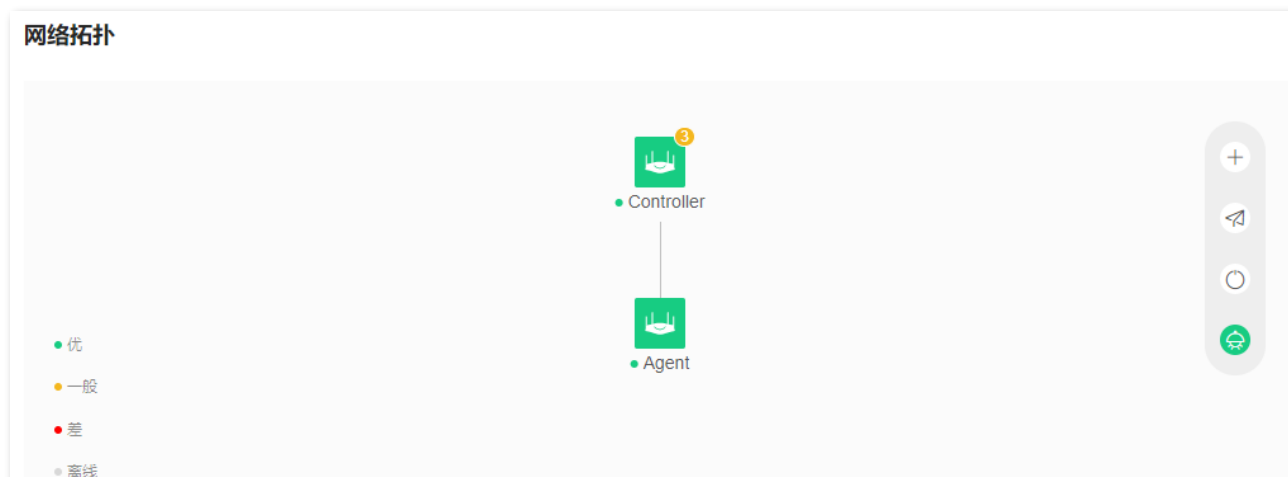 网络拓扑
3
Controller
Agent
优
一般
差
离线